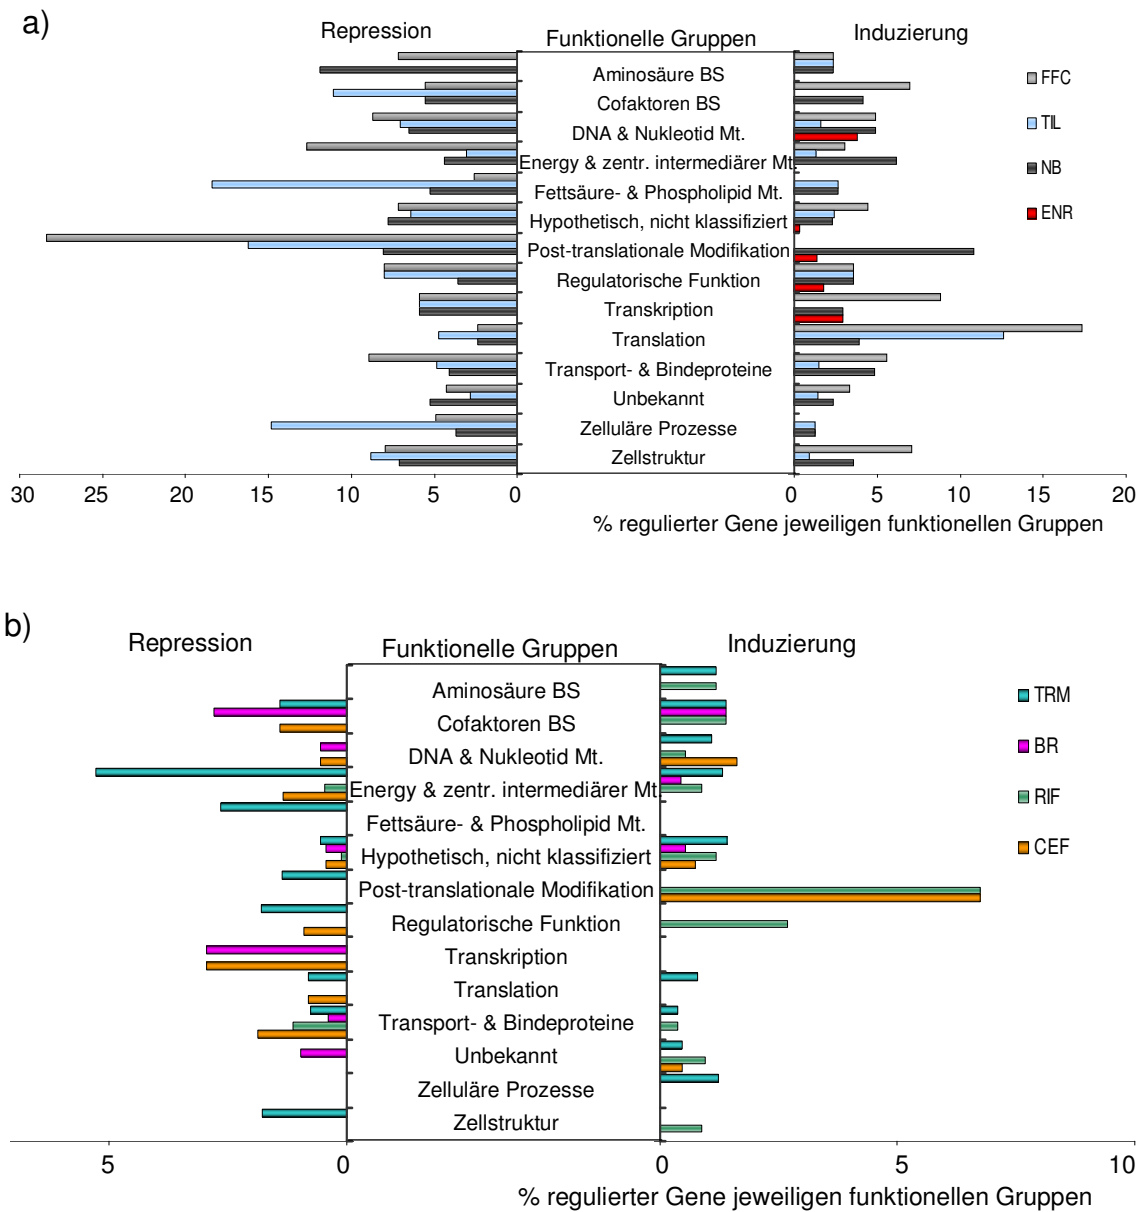 a)
Repression
Funktionelle Gruppen
Induzierung
Aminosäure BS
Cofaktoren BS
DNA & Nukleotid Mt.
Energy & zentr. intermediärer Mt.
Fettsäure- & Phospholipid Mt.
Hypothetisch, nicht klassifiziert
Post-translationale Modifikation
Regulatorische Funktion
Transkription
Translation
Transport- & Bindeproteine
Unbekannt
Zelluläre Prozesse
Zellstruktur
FFC
TIL
NB
ENR
30 25 20 15 10 5 0 0 5 10 15 20
% regulierter Gene jeweiligen funktionellen Gruppen
b)
Repression
Funktionelle Gruppen
Induzierung
Aminosäure BS
Cofaktoren BS
DNA & Nukleotid Mt.
Energy & zentr. intermediärer Mt.
Fettsäure- & Phospholipid Mt.
Hypothetisch, nicht klassifiziert
Post-translationale Modifikation
Regulatorische Funktion
Transkription
Translation
Transport- & Bindeproteine
Unbekannt
Zelluläre Prozesse
Zellstruktur
TRM
BR
RIF
CEF
5 0 0 5 10
% regulierter Gene jeweiligen funktionellen Gruppen